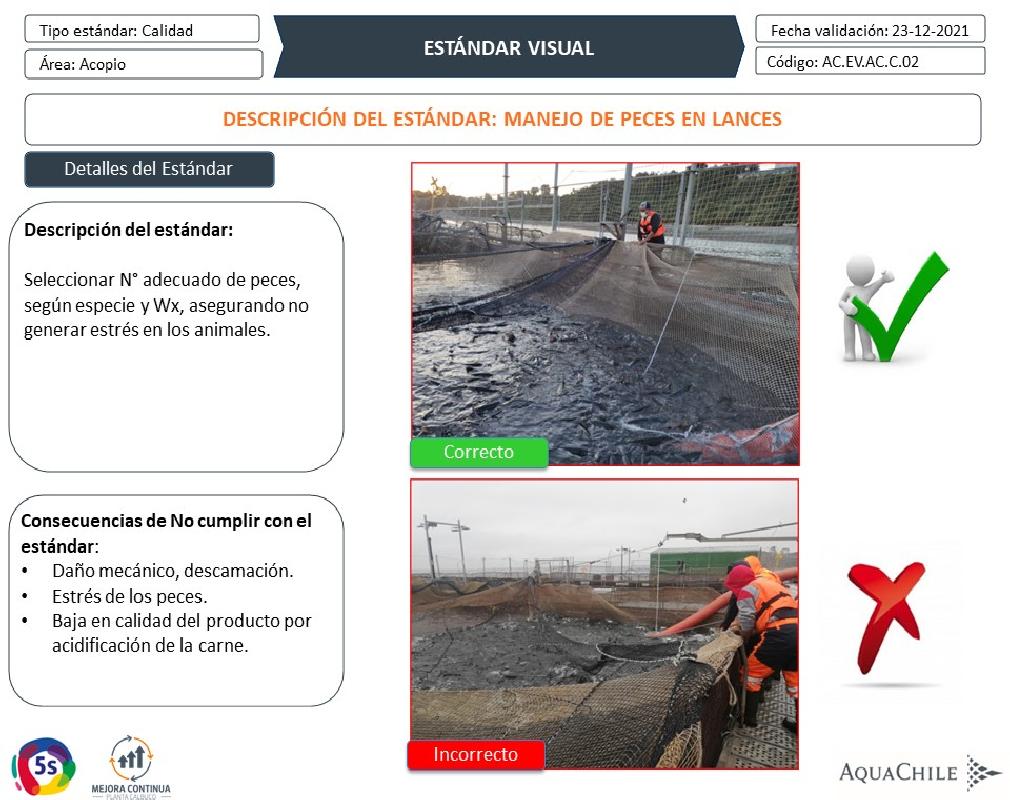 Tipo estándar: Calidad
Área: Acopio
ESTÁNDAR VISUAL
Fecha validación: 23-12-2021
Código: AC.EV.AC.C.02
DESCRIPCIÓN DEL ESTÁNDAR: MANEJO DE PECES EN LANCES
Detalles del Estándar
Descripción del estándar:
Seleccionar N° adecuado de peces,
según especie y Wx, asegurando no
generar estrés en los animales.
Correcto
Consecuencias de No cumplir con el
estándar:
• Daño mecánico, descamación.
• Estrés de los peces.
• Baja en calidad del producto por
acidificación de la carne.
Incorrecto
5s
MEJORA CONTINUA
PLANTA CALBUCO
AQUACHILE